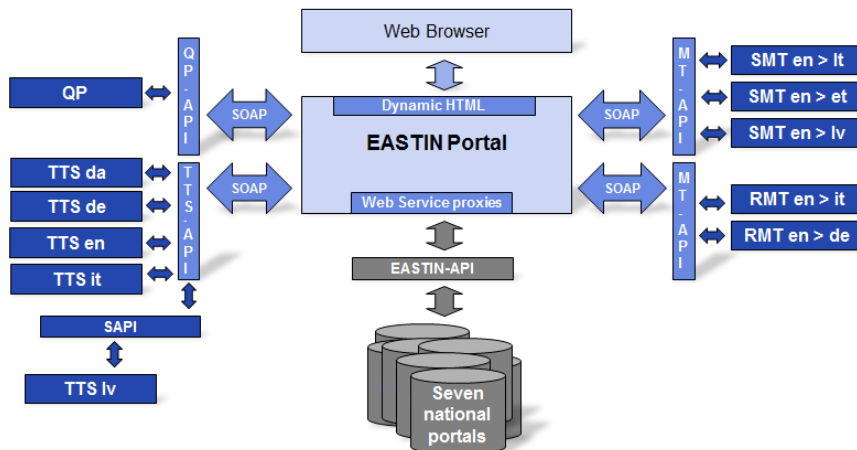 Web Browser
QP
QP-API
SOAP
Dynamic HTML
EASTIN Portal
Web Service proxies
SOAP
MT-API
SMT en > lt
SMT en > et
SMT en > lv
TTS da
TTS de
TTS en
TTS it
TTS-API
SOAP
SOAP
MT-API
RMT en > it
RMT en > de
EASTIN-API
SAPI
TTS lv
Seven
national
portals